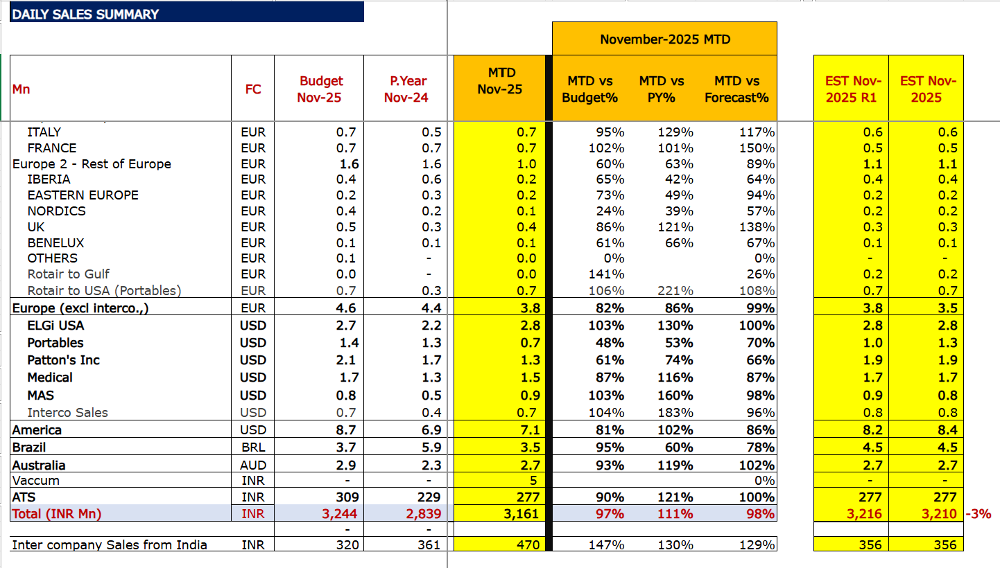 DAILY SALES SUMMARY
November-2025 MTD
Mn FC Budget Nov-25 P.Year Nov-24 MTD Nov-25 MTD vs Budget% MTD vs PY% MTD vs Forecast% EST Nov-2025 R1 EST Nov-2025
ITALY EUR 0.7 0.5 0.7 95% 129% 117% 0.6 0.6
FRANCE EUR 0.7 0.7 0.7 102% 101% 150% 0.5 0.5
Europe 2 - Rest of Europe EUR 1.6 1.6 1.0 60% 63% 89% 1.1 1.1
IBERIA EUR 0.4 0.6 0.2 65% 42% 64% 0.4 0.4
EASTERN EUROPE EUR 0.2 0.3 0.2 73% 49% 94% 0.2 0.2
NORDICS EUR 0.4 0.2 0.1 24% 39% 57% 0.2 0.2
UK EUR 0.5 0.3 0.4 86% 121% 138% 0.3 0.3
BENELUX EUR 0.1 0.1 0.1 61% 66% 67% 0.1 0.1
OTHERS EUR 0.1 - 0.0 0% 0% - -
Rotair to Gulf EUR 0.0 - 0.0 141% 26% 0.2 0.2
Rotair to USA (Portables) EUR 0.7 0.3 0.7 106% 221% 108% 0.7 0.7
Europe (excl interco.,) EUR 4.6 4.4 3.8 82% 86% 99% 3.8 3.5
ELGi USA USD 2.7 2.2 2.8 103% 130% 100% 2.8 2.8
Portables USD 1.4 1.3 0.7 48% 53% 70% 1.0 1.3
Patton's Inc USD 2.1 1.7 1.3 61% 74% 66% 1.9 1.9
Medical USD 1.7 1.3 1.5 87% 116% 87% 1.7 1.7
MAS USD 0.8 0.5 0.9 103% 160% 98% 0.9 0.8
Interco Sales USD 0.7 0.4 0.7 104% 183% 96% 0.8 0.8
America USD 8.7 6.9 7.1 81% 102% 86% 8.2 8.4
Brazil BRL 3.7 5.9 3.5 95% 60% 78% 4.5 4.5
Australia AUD 2.9 2.3 2.7 93% 119% 102% 2.7 2.7
Vaccum INR - - 5 0% - -
ATS INR 309 229 277 90% 121% 100% 277 277
Total (INR Mn) INR 3,244 2,839 3,161 97% 111% 98% 3,216 3,210 -3%
- -
Inter company Sales from India INR 320 361 470 147% 130% 129% 356 356